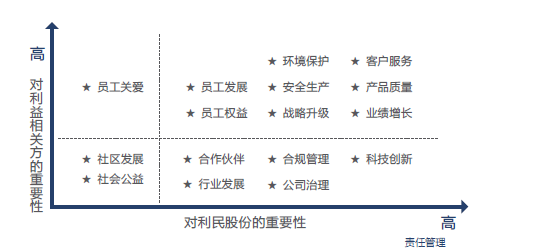 高
对利益相关方的重要性
★ 环境保护 ★ 客户服务
★ 员工关爱 ★ 员工发展 ★ 安全生产 ★ 产品质量
★ 员工权益 ★ 战略升级 ★ 业绩增长
★ 社区发展 ★ 合作伙伴 ★ 合规管理 ★ 科技创新
★ 社会公益 ★ 行业发展 ★ 公司治理
对利民股份的重要性
高
责任管理